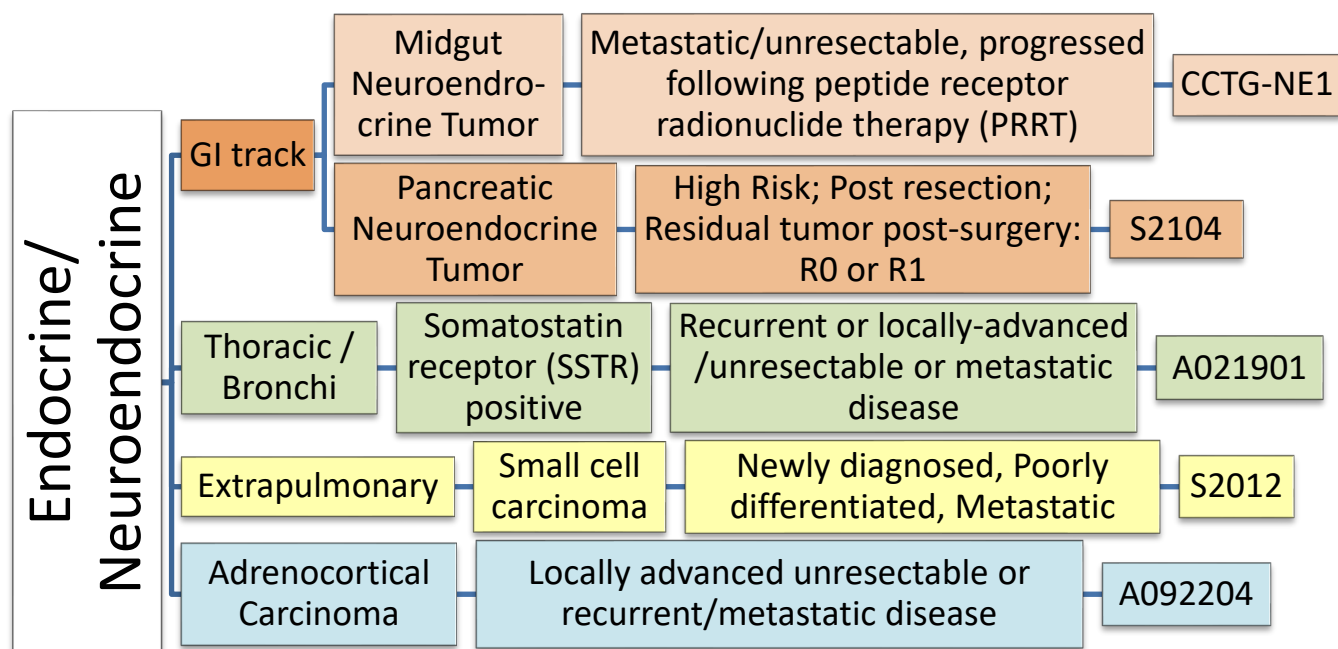 Endocrine/
Neuroendocrine
GI track
Midgut
Neuroendro-
crine Tumor
Metastatic/unresectable, progressed
following peptide receptor
radionuclide therapy (PRRT)
CCTG-NE1
Pancreatic
Neuroendocrine
Tumor
High Risk; Post resection;
Residual tumor post-surgery:
R0 or R1
S2104
Thoracic /
Bronchi
Somatostatin
receptor (SSTR)
positive
Recurrent or locally-advanced
/unresectable or metastatic
disease
A021901
Extrapulmonary
Small cell
carcinoma
Newly diagnosed, Poorly
differentiated, Metastatic
S2012
Adrenocortical
Carcinoma
Locally advanced unresectable or
recurrent/metastatic disease
A092204